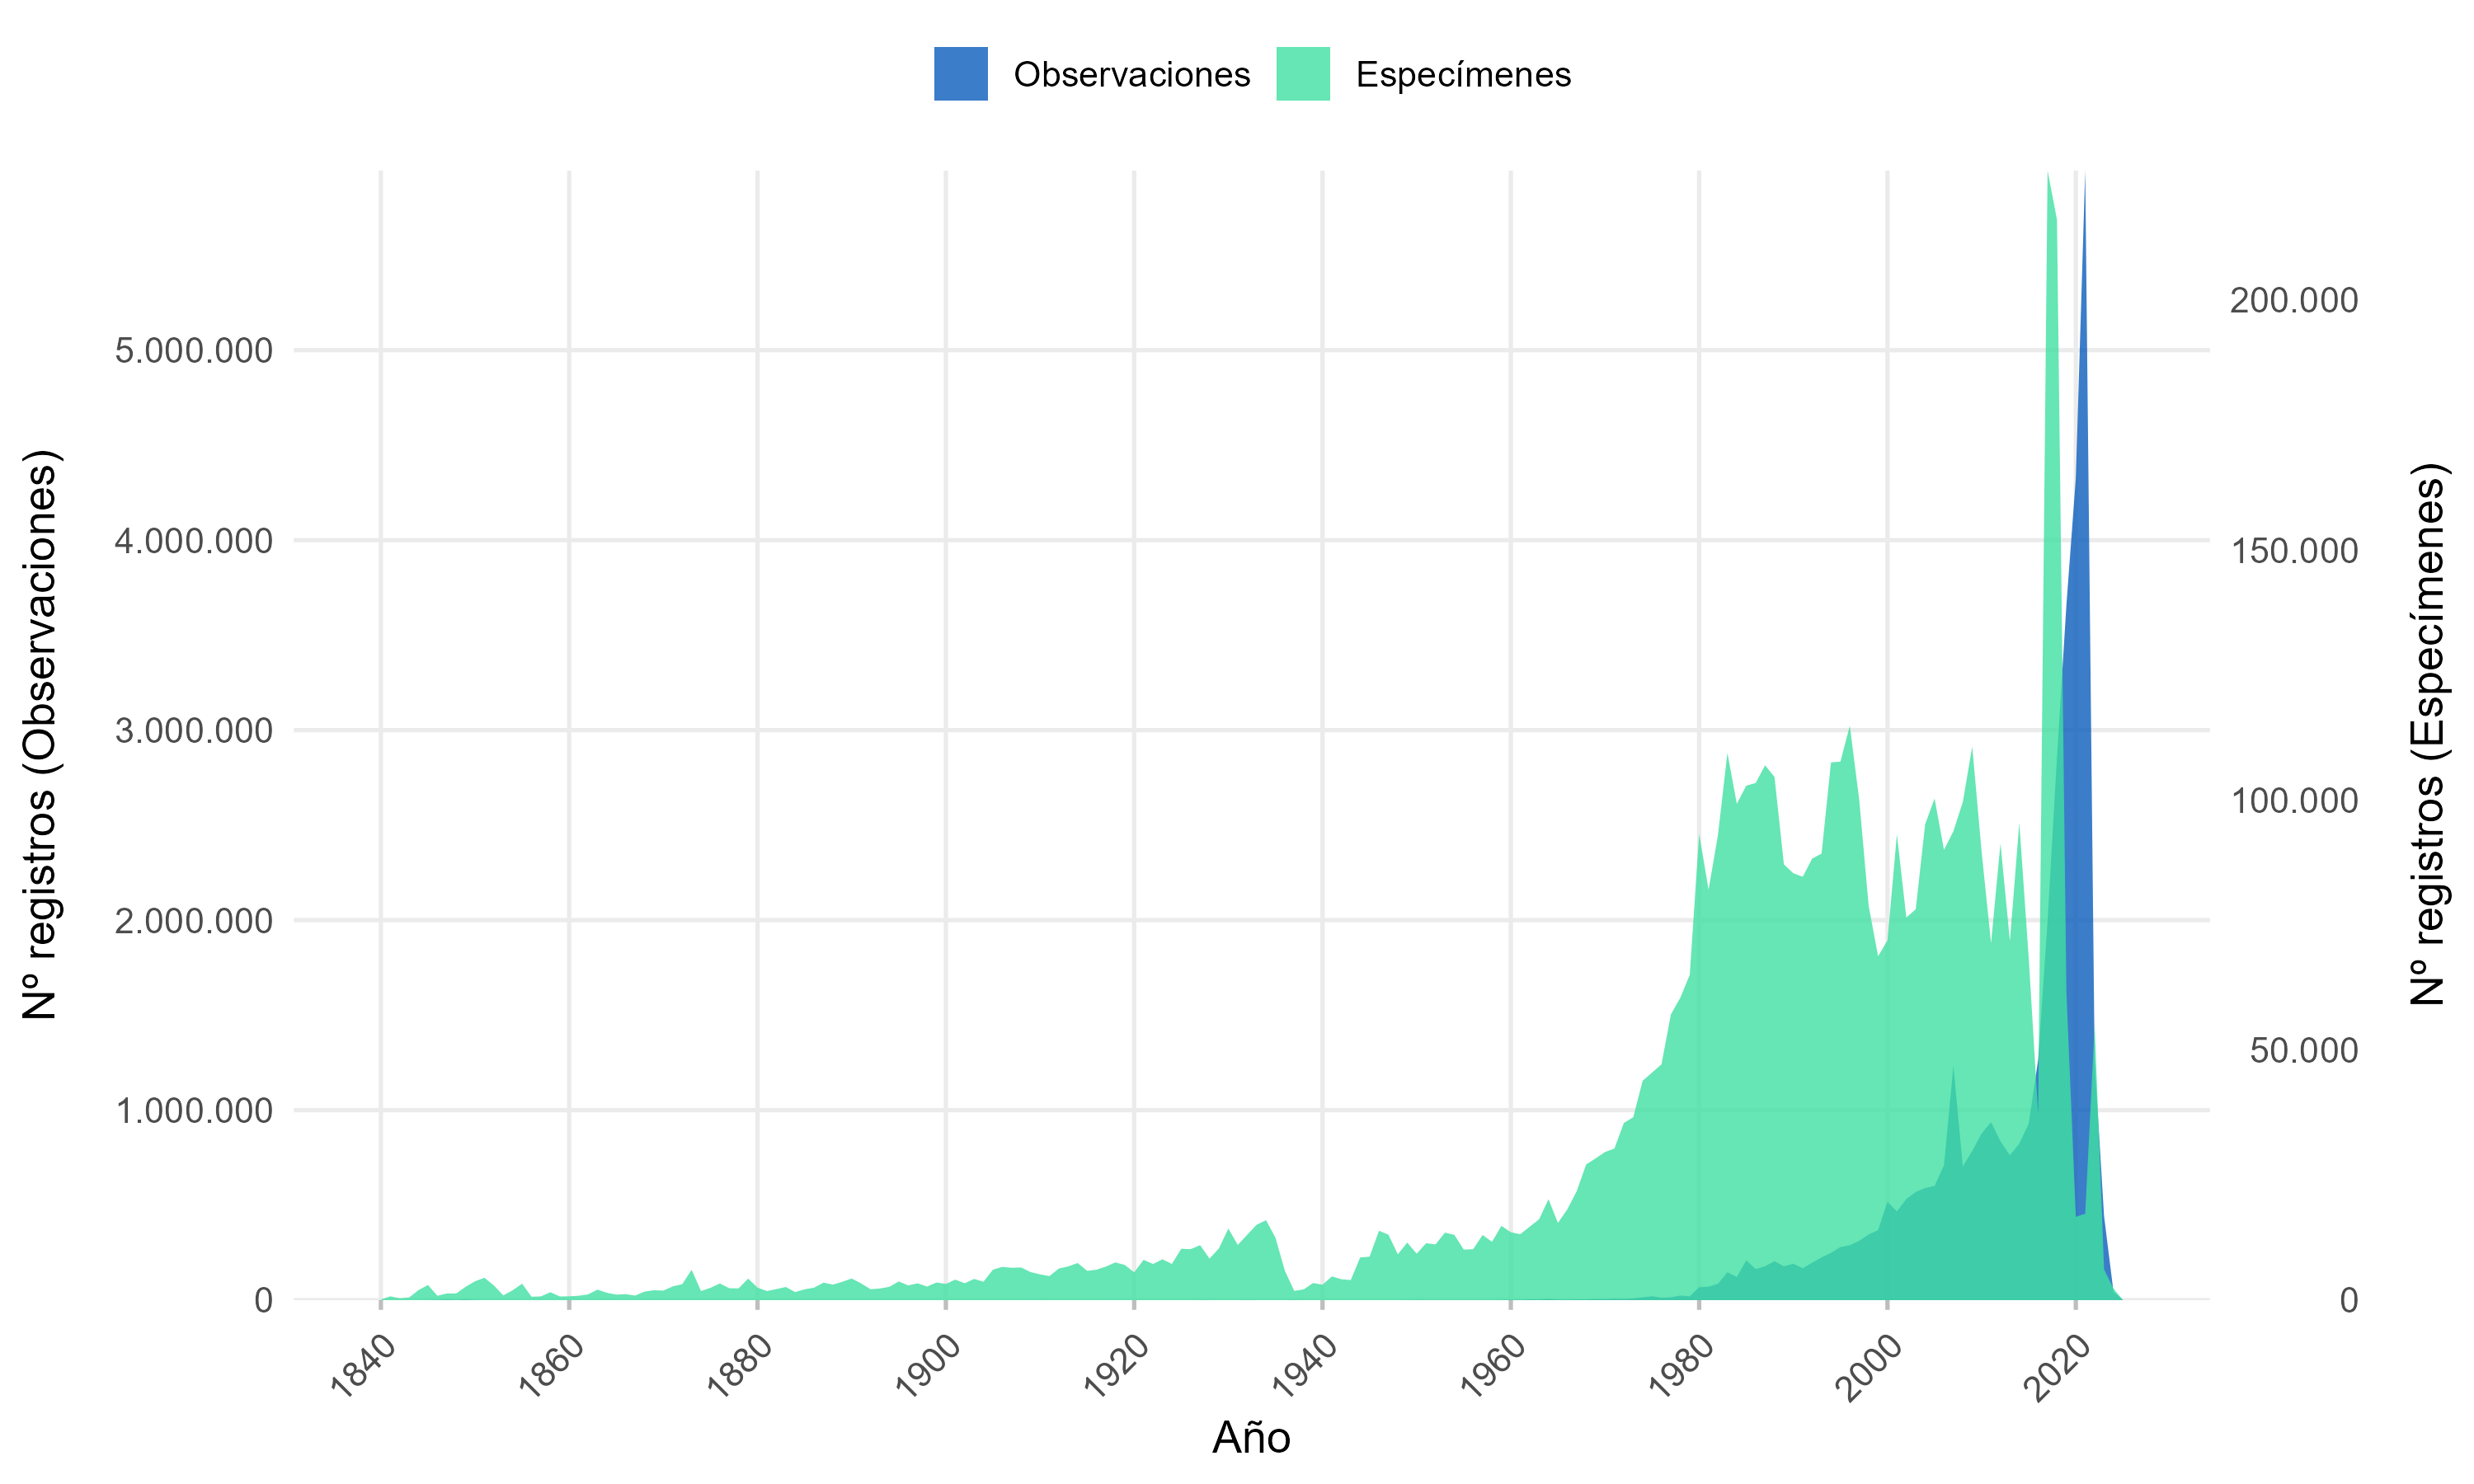 Observaciones Especímenes
5.000.000
4.000.000
3.000.000
2.000.000
1.000.000
0
Nº registros (Observaciones)
200.000
150.000
100.000
50.000
0
Nº registros (Especímenes)
1840 1860 1880 1900 1920 1940 1960 1980 2000 2020
Año